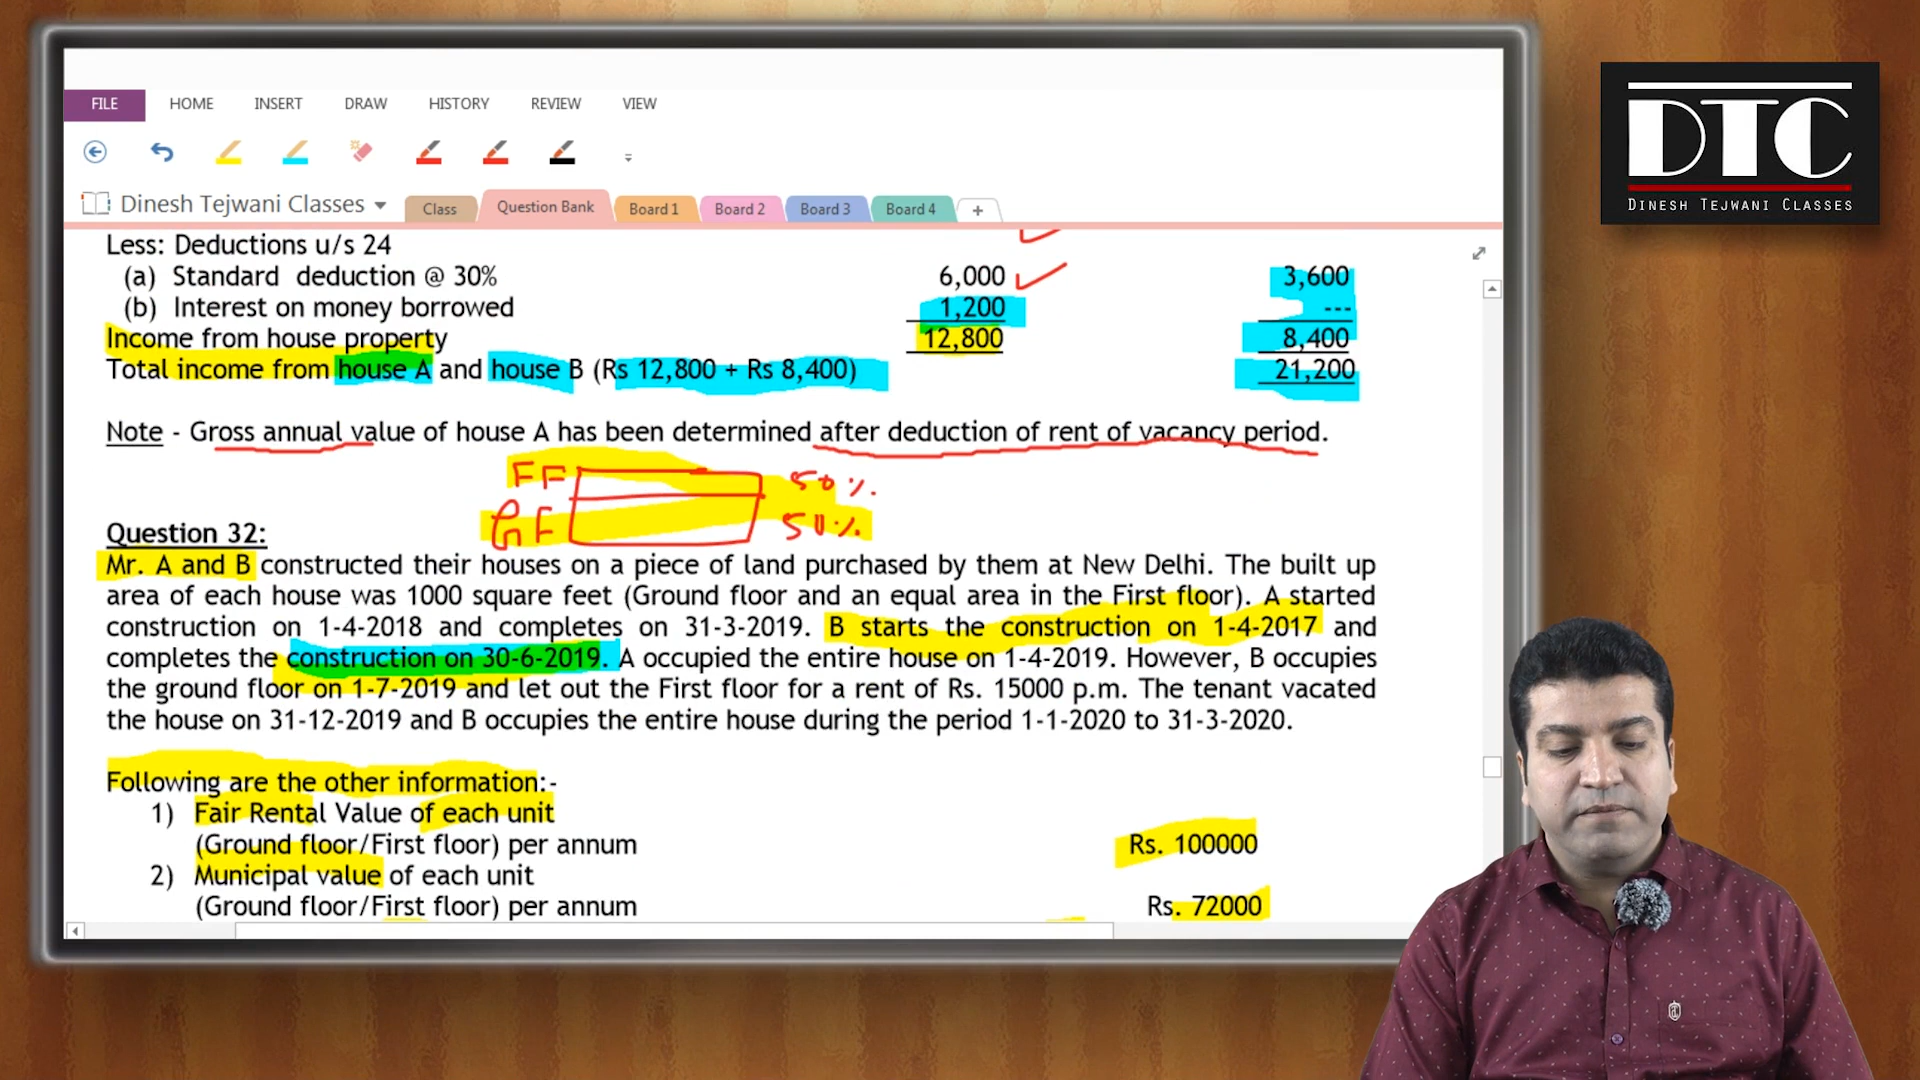 DTC
DINESH TEJWANI CLASSES
FILE HOME INSERT DRAW HISTORY REVIEW VIEW
Dinesh Tejwani Classes Class Question Bank Board 1 Board 2 Board 3 Board 4 +
Less: Deductions u/s 24
(a) Standard deduction @ 30% 6,000 3,600
(b) Interest on money borrowed 1,200 ---
Income from house property 12,800 8,400
Total income from house A and house B (Rs 12,800 + Rs 8,400) 21,200
Note - Gross annual value of house A has been determined after deduction of rent of vacancy period.
FF 50%
GF 50%
Question 32:
Mr. A and B constructed their houses on a piece of land purchased by them at New Delhi. The built up
area of each house was 1000 square feet (Ground floor and an equal area in the First floor). A started
construction on 1-4-2018 and completes on 31-3-2019. B starts the construction on 1-4-2017 and
completes the construction on 30-6-2019. A occupied the entire house on 1-4-2019. However, B occupies
the ground floor on 1-7-2019 and let out the First floor for a rent of Rs. 15000 p.m. The tenant vacated
the house on 31-12-2019 and B occupies the entire house during the period 1-1-2020 to 31-3-2020.
Following are the other information:-
1) Fair Rental Value of each unit
(Ground floor/First floor) per annum Rs. 100000
2) Municipal value of each unit
(Ground floor/First floor) per annum Rs. 72000